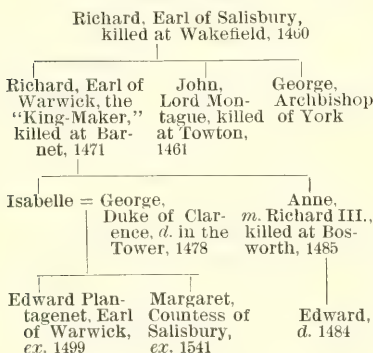 Richard, Earl of Salisbury,
killed at Wakefield, 1460
Richard, Earl of
Warwick, the
"King-Maker,"
killed at Bar-
net, 1471
John,
Lord Mon-
tague, killed
at Towton,
1461
George,
Archbishop
of York
Isabelle = George,
Duke of Clar-
ence, d. in the
Tower, 1478
Anne,
m. Richard III.,
killed at Bos-
worth, 1485
Edward Plan-
tagenet, Earl
of Warwick,
ex. 1499
Margaret,
Countess of
Salisbury,
ex. 1541
Edward,
d. 1484